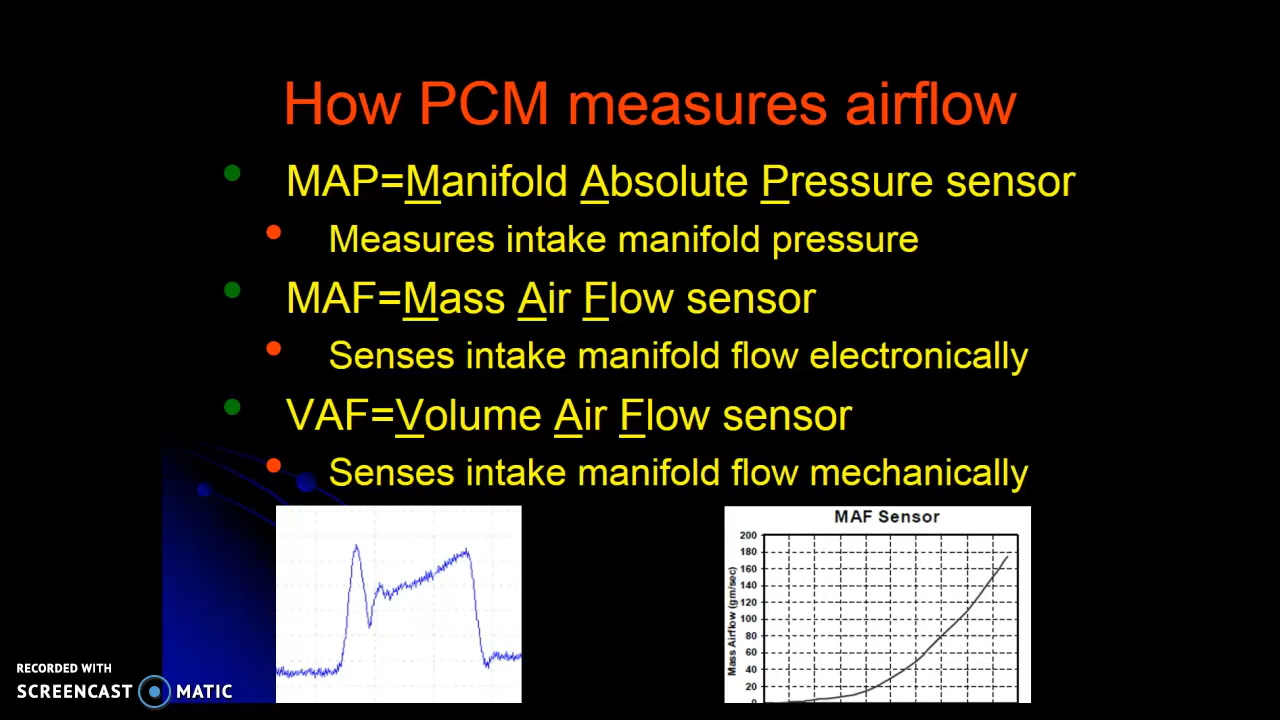 How PCM measures airflow
MAP=Manifold Absolute Pressure sensor
Measures intake manifold pressure
MAF=Mass Air Flow sensor
Senses intake manifold flow electronically
VAF=Volume Air Flow sensor
Senses intake manifold flow mechanically
MAF Sensor
Mass Airflow (gm/sec)
200
180
160
140
120
100
80
60
40
20
0
RECORDED WITH
SCREENCAST MATIC